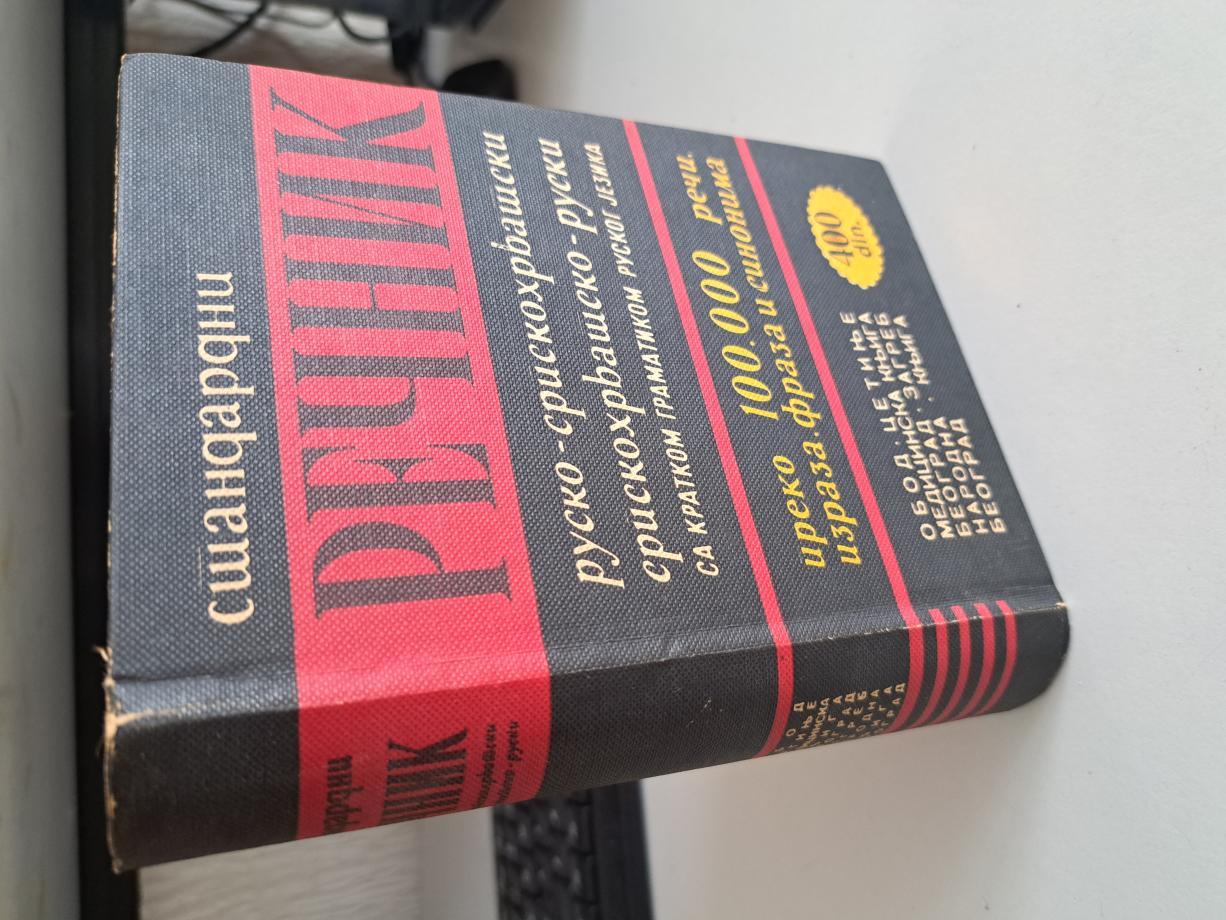 стандардни
РЕЧНИК
руско-српскохрватски
српскохрватско-руски
СА КРАТКОМ ГРАМАТИКОМ РУСКОГ ЈЕЗИКА
преко 100.000 речи.
израза.фраза и синонима
400
din.
ОБОД.ЦЕТИЊЕ
МЕДИЦИНСКА КЊИГА
БЕОГРАД.ЗАГРЕБ
НАРОДНА КЊИГА
БЕОГРАД